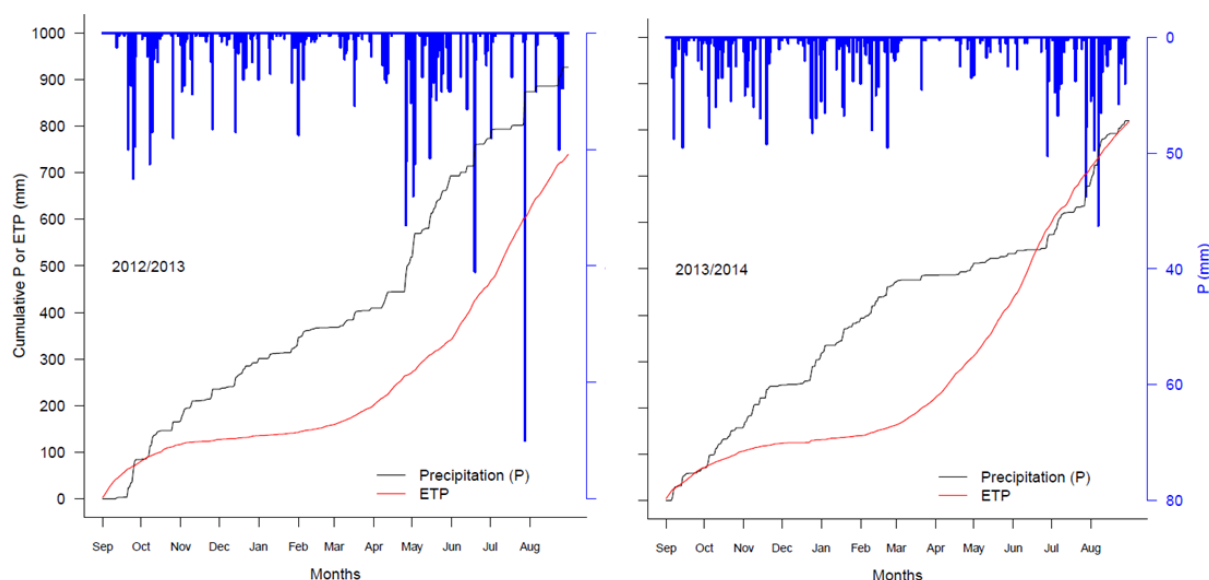 1000
900
800
700
600
500
400
300
200
100
0
Cumulative P or ETP (mm)
2012/2013
Precipitation (P)
ETP
Sep Oct Nov Dec Jan Feb Mar Apr May Jun Jul Aug
Months
2013/2014
Precipitation (P)
ETP
Sep Oct Nov Dec Jan Feb Mar Apr May Jun Jul Aug
Months
0
50
40
60
80
P (mm)